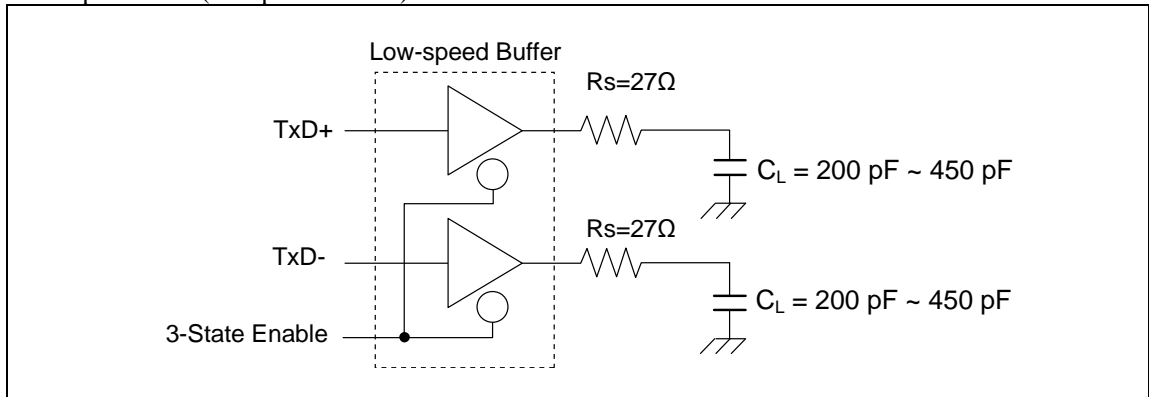 Low-speed Buffer
Rs=27Ω
TxD+
C_L = 200 pF ~ 450 pF
Rs=27Ω
TxD-
C_L = 200 pF ~ 450 pF
3-State Enable